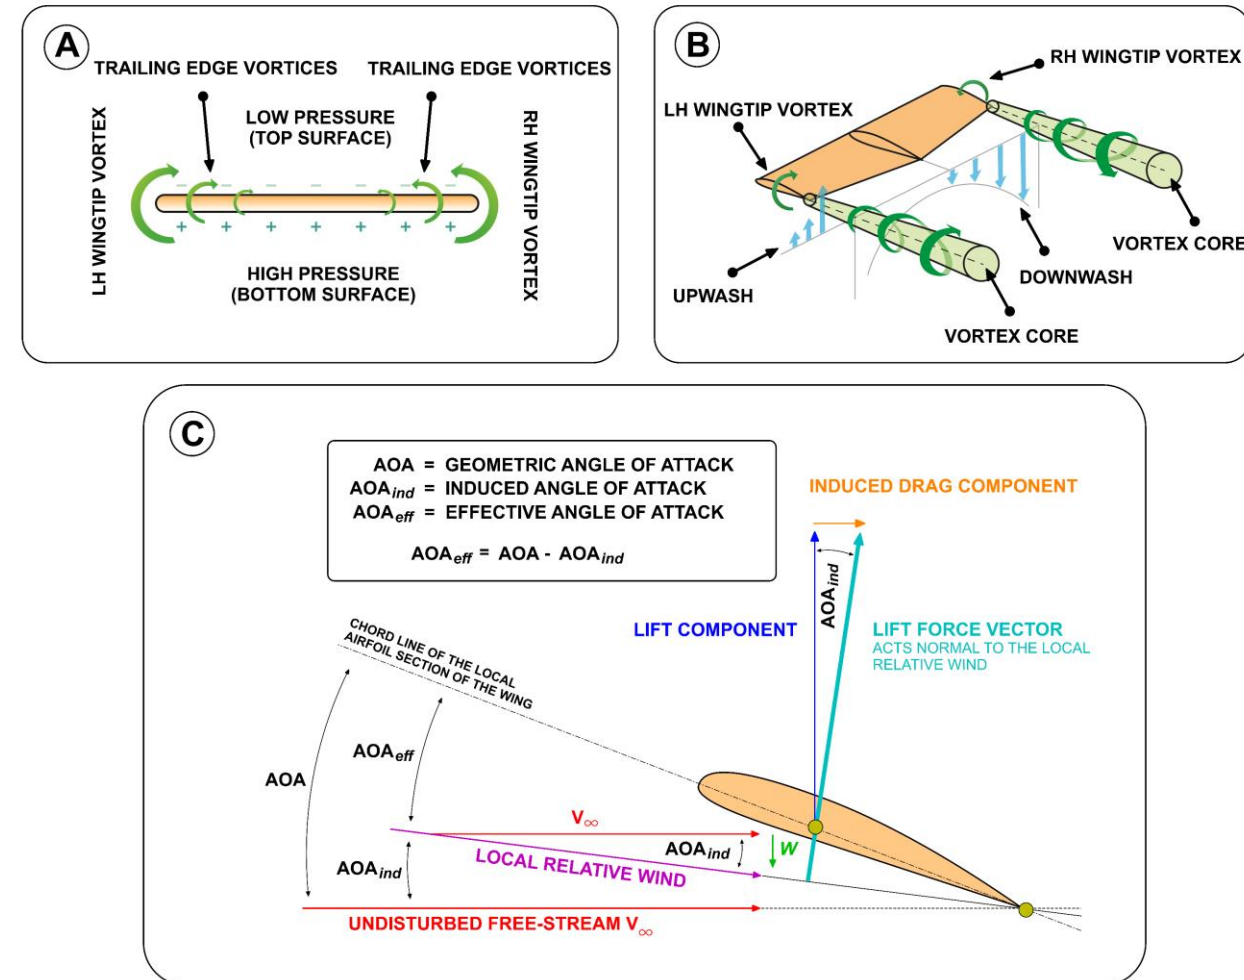 A
TRAILING EDGE VORTICES
TRAILING EDGE VORTICES
LOW PRESSURE
(TOP SURFACE)
LH WINGTIP VORTEX
RH WINGTIP VORTEX
– – – – – – –
+ + + + + + +
HIGH PRESSURE
(BOTTOM SURFACE)
B
RH WINGTIP VORTEX
LH WINGTIP VORTEX
VORTEX CORE
DOWNWASH
UPWASH
VORTEX CORE
C
AOA = GEOMETRIC ANGLE OF ATTACK
AOAind = INDUCED ANGLE OF ATTACK
AOAeff = EFFECTIVE ANGLE OF ATTACK
AOAeff = AOA - AOAind
INDUCED DRAG COMPONENT
AOAind
LIFT COMPONENT
LIFT FORCE VECTOR
ACTS NORMAL TO THE LOCAL
RELATIVE WIND
CHORD LINE OF THE LOCAL
AIRFOIL SECTION OF THE WING
AOAeff
AOA
V∞
AOAind
W
LOCAL RELATIVE WIND
AOAind
UNDISTURBED FREE-STREAM V∞